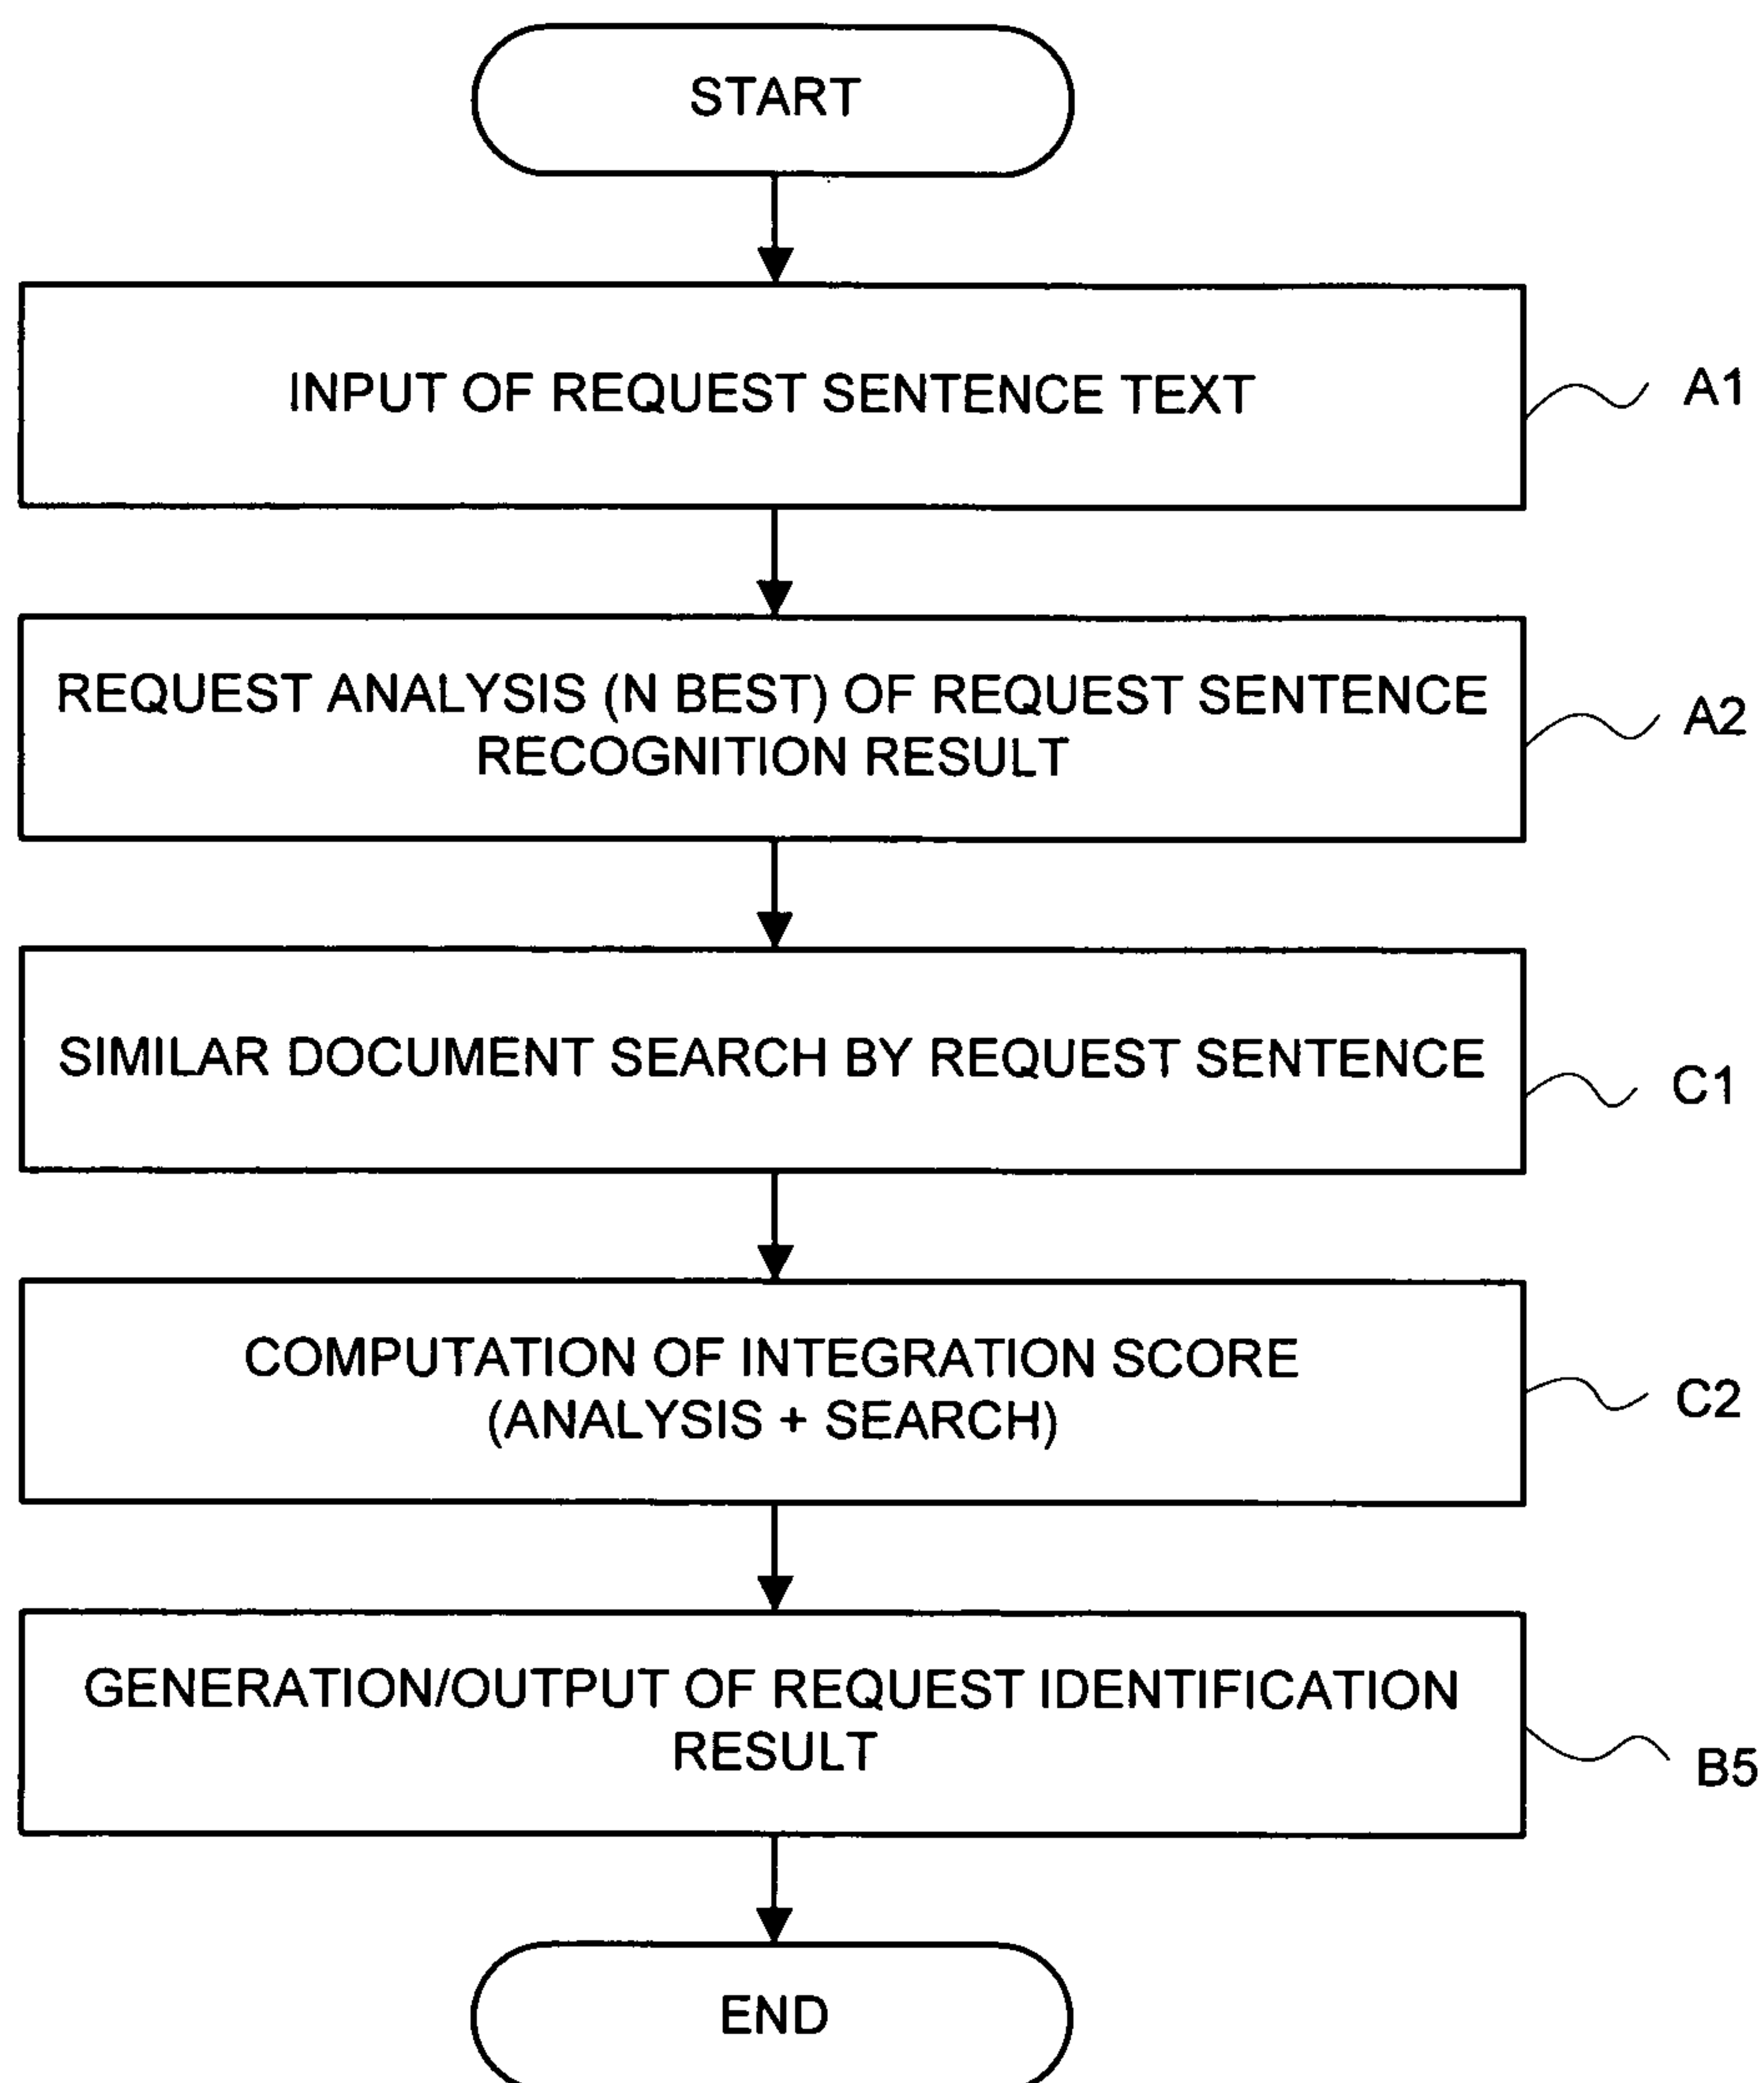 START
INPUT OF REQUEST SENTENCE TEXT
A1
REQUEST ANALYSIS (N BEST) OF REQUEST SENTENCE
RECOGNITION RESULT
A2
SIMILAR DOCUMENT SEARCH BY REQUEST SENTENCE
C1
COMPUTATION OF INTEGRATION SCORE
(ANALYSIS + SEARCH)
C2
GENERATION/OUTPUT OF REQUEST IDENTIFICATION
RESULT
B5
END